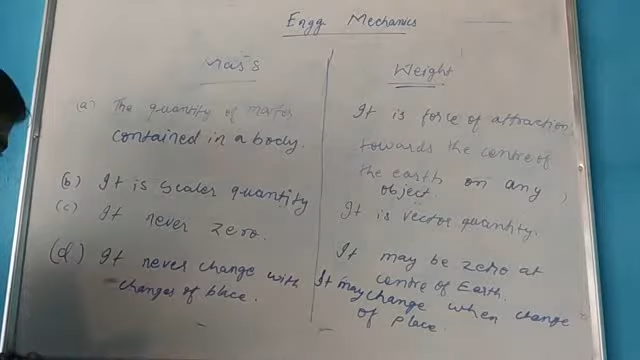 Engg Mechanics
Mass
(a) The quantity of matter
contained in a body.
(b) It is Scaler quantity
(c) It never zero.
(d) It never change with
changes of place.
Weight
It is force of attraction
towards the centre of
the earth on any
object.
It is vector quantity.
It may be zero at
centre of Earth.
It may change when change
of place.